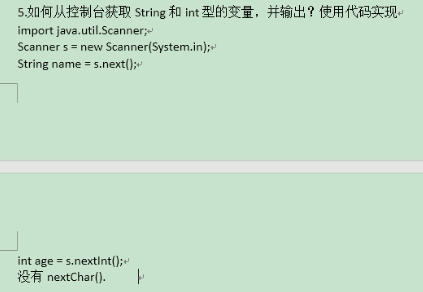 5.如何从控制台获取 String 和 int 型的变量，并输出？使用代码实现
import java.util.Scanner;
Scanner s = new Scanner(System.in);
String name = s.next();
int age = s.nextInt();
没有 nextChar().